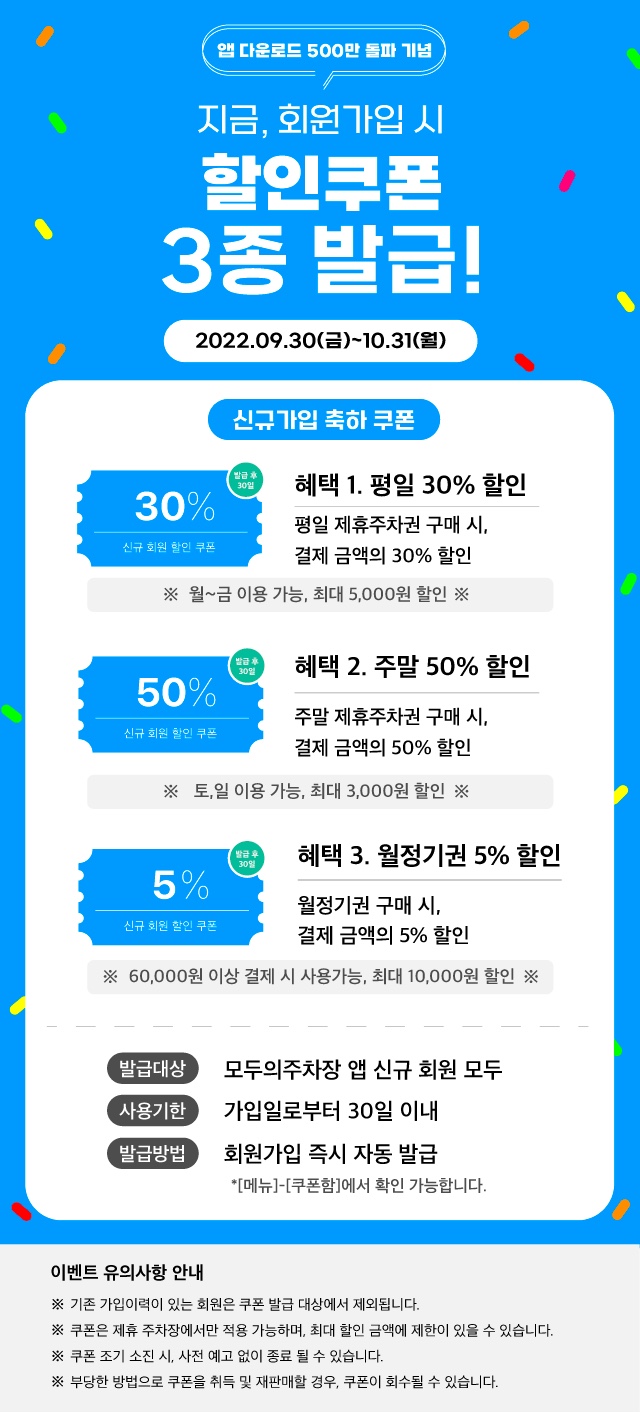 앱 다운로드 500만 돌파 기념
지금, 회원가입 시
할인쿠폰
3종 발급!
2022.09.30(금)~10.31(월)
신규가입 축하 쿠폰
발급 후
30일
30%
신규 회원 할인 쿠폰
혜택 1. 평일 30% 할인
평일 제휴주차권 구매 시,
결제 금액의 30% 할인
※ 월~금 이용 가능, 최대 5,000원 할인 ※
발급 후
30일
50%
신규 회원 할인 쿠폰
혜택 2. 주말 50% 할인
주말 제휴주차권 구매 시,
결제 금액의 50% 할인
※ 토,일 이용 가능, 최대 3,000원 할인 ※
발급 후
30일
5%
신규 회원 할인 쿠폰
혜택 3. 월정기권 5% 할인
월정기권 구매 시,
결제 금액의 5% 할인
※ 60,000원 이상 결제 시 사용가능, 최대 10,000원 할인 ※
발급대상 모두의주차장 앱 신규 회원 모두
사용기한 가입일로부터 30일 이내
발급방법 회원가입 즉시 자동 발급
*[메뉴]-[쿠폰함]에서 확인 가능합니다.
이벤트 유의사항 안내
※ 기존 가입이력이 있는 회원은 쿠폰 발급 대상에서 제외됩니다.
※ 쿠폰은 제휴 주차장에서만 적용 가능하며, 최대 할인 금액에 제한이 있을 수 있습니다.
※ 쿠폰 조기 소진 시, 사전 예고 없이 종료 될 수 있습니다.
※ 부당한 방법으로 쿠폰을 취득 및 재판매할 경우, 쿠폰이 회수될 수 있습니다.